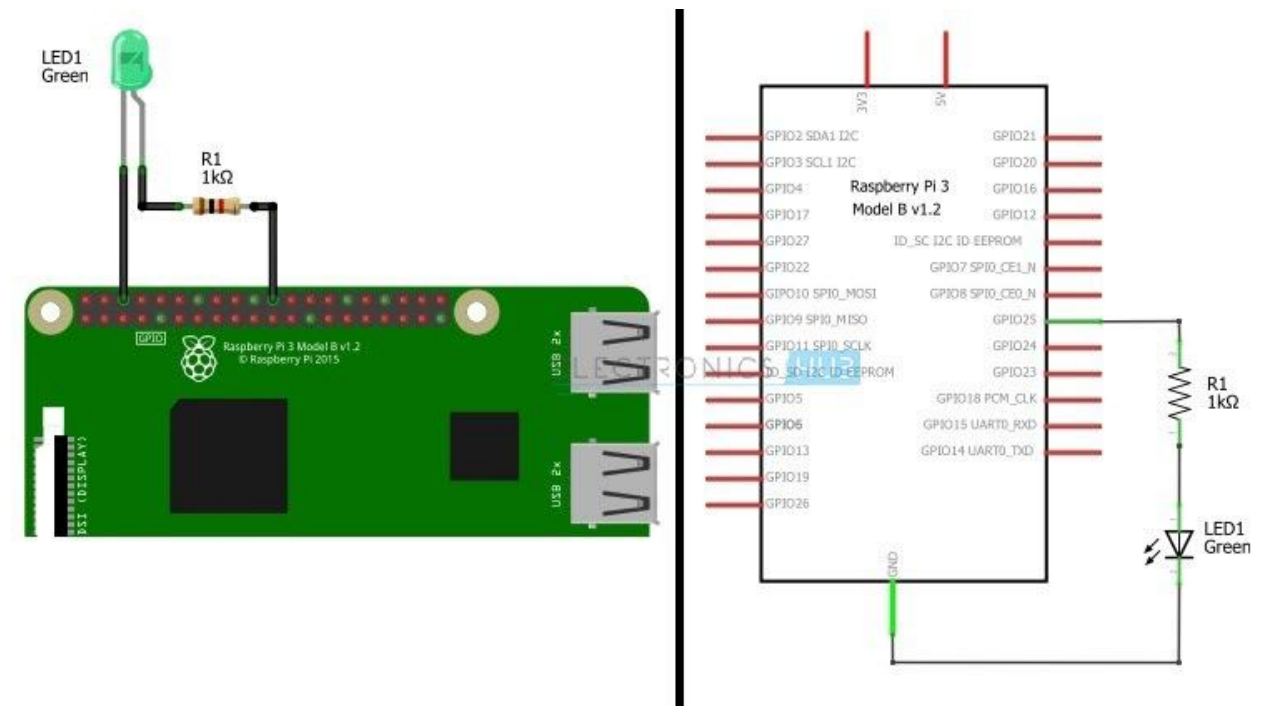 LED1
Green
R1
1kΩ
GPIO
Raspberry Pi 3 Model B v1.2
© Raspberry Pi 2015
USB 2x
USB 2x
DSI (DISPLAY)
3V3
5V
GPIO2 SDA1 I2C
GPIO3 SCL1 I2C
GPIO4
GPIO17
GPIO27
GPIO22
GIPO10 SPI0_MOSI
GPIO9 SPI0_MISO
GPIO11 SPI0_SCLK
ID_SD I2C ID EEPROM
GPIO5
GPIO6
GPIO13
GPIO19
GPIO26
Raspberry Pi 3
Model B v1.2
GPIO21
GPIO20
GPIO16
GPIO12
ID_SC I2C ID EEPROM
GPIO7 SPI0_CE1_N
GPIO8 SPI0_CE0_N
GPIO25
GPIO24
GPIO23
GPIO18 PCM_CLK
GPIO15 UART0_RXD
GPIO14 UART0_TXD
GND
R1
1kΩ
LED1
Green
LECTRONICS HUB